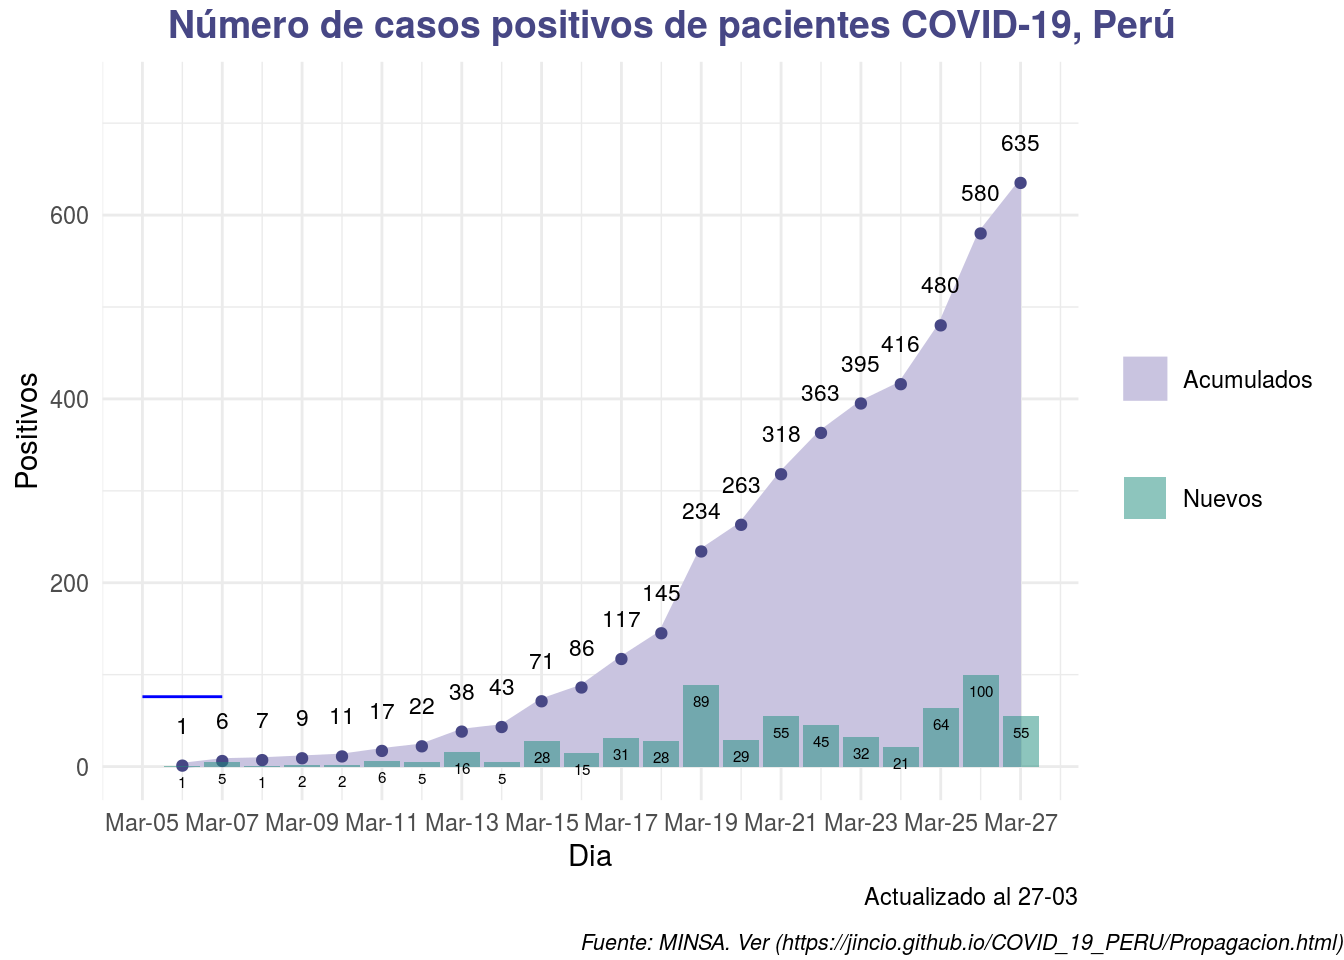 Número de casos positivos de pacientes COVID-19, Perú
Positivos
600
400
200
0
635
580
480
416
395
363
318
263
234
145
117
86
71
43
38
22
17
11
9
7
6
1
1 5 1 2 2 6 5 16 5 28 15 31 28 89 29 55 45 32 21 64 100 55
Mar-05 Mar-07 Mar-09 Mar-11 Mar-13 Mar-15 Mar-17 Mar-19 Mar-21 Mar-23 Mar-25 Mar-27
Dia
Acumulados
Nuevos
Actualizado al 27-03
Fuente: MINSA. Ver (https://jincio.github.io/COVID_19_PERU/Propagacion.html)